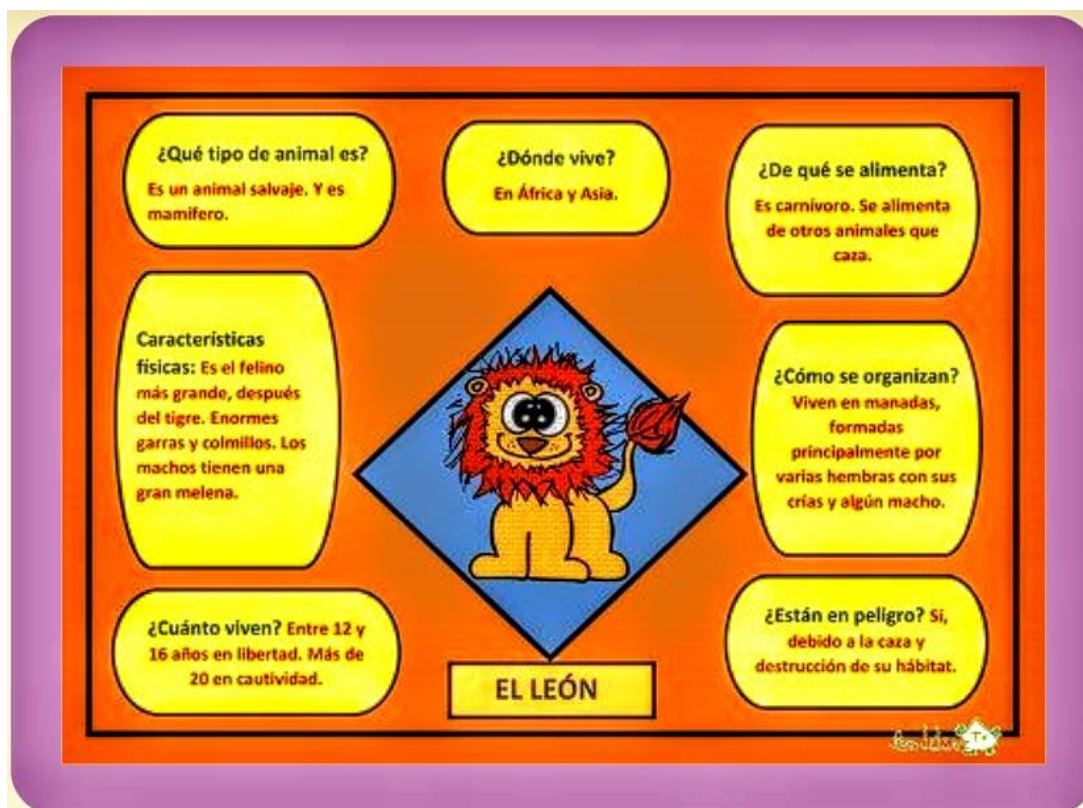 ¿Qué tipo de animal es?
Es un animal salvaje. Y es
mamifero.
¿Dónde vive?
En África y Asia.
¿De qué se alimenta?
Es carnívoro. Se alimenta
de otros animales que
caza.
Características
físicas: Es el felino
más grande, después
del tigre. Enormes
garras y colmillos. Los
machos tienen una
gran melena.
¿Cómo se organizan?
Viven en manadas,
formadas
principalmente por
varias hembras con sus
crías y algún macho.
¿Cuánto viven? Entre 12 y
16 años en libertad. Más de
20 en cautividad.
¿Están en peligro? Si,
debido a la caza y
destrucción de su hábitat.
EL LEÓN